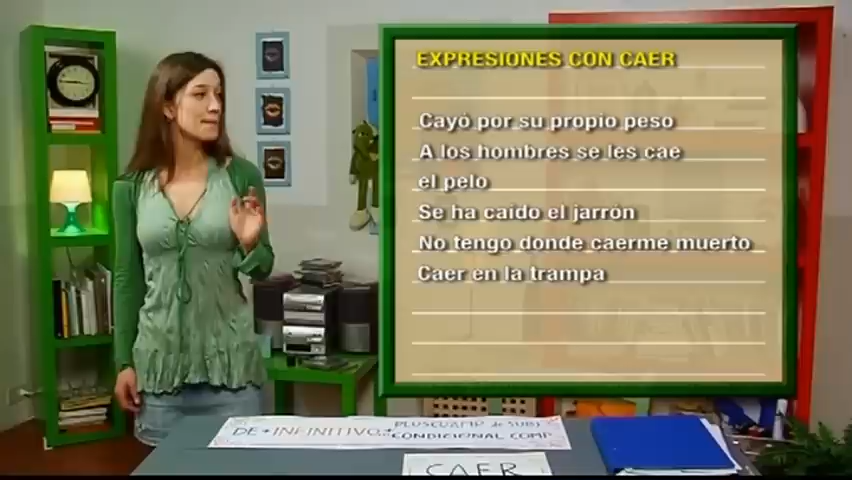 EXPRESIONES CON CAER
Cayó por su propio peso
A los hombres se les cae
el pelo
Se ha caído el jarrón
No tengo donde caerme muerto
Caer en la trampa
DE + INFINITIVO → PLUSCUAMP de SUBJ
CONDICIONAL COMP
CAER